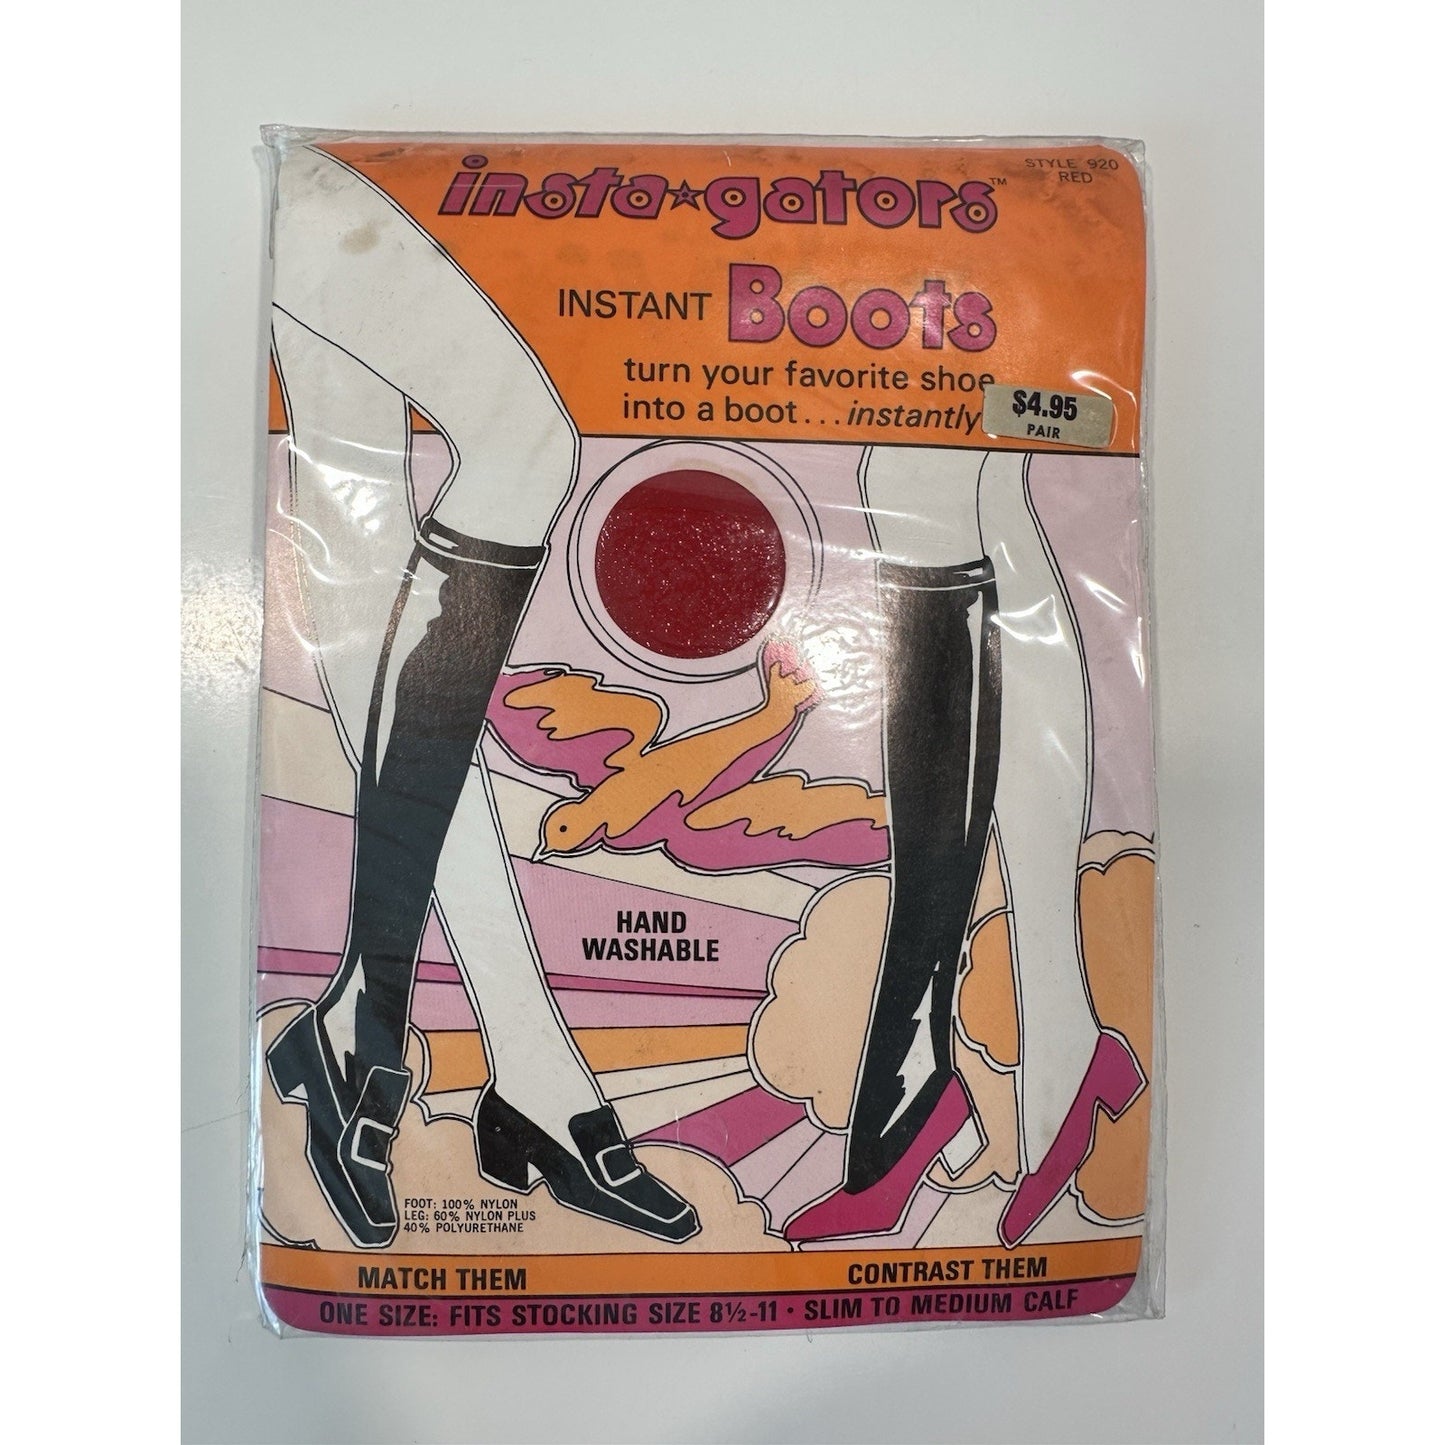 STYLE 920
RED
insta★gators™
INSTANT Boots
turn your favorite shoe
into a boot...instantly
$4.95
PAIR
HAND
WASHABLE
FOOT: 100% NYLON
LEG: 60% NYLON PLUS
40% POLYURETHANE
MATCH THEM
CONTRAST THEM
ONE SIZE: FITS STOCKING SIZE 8½-11 · SLIM TO MEDIUM CALF